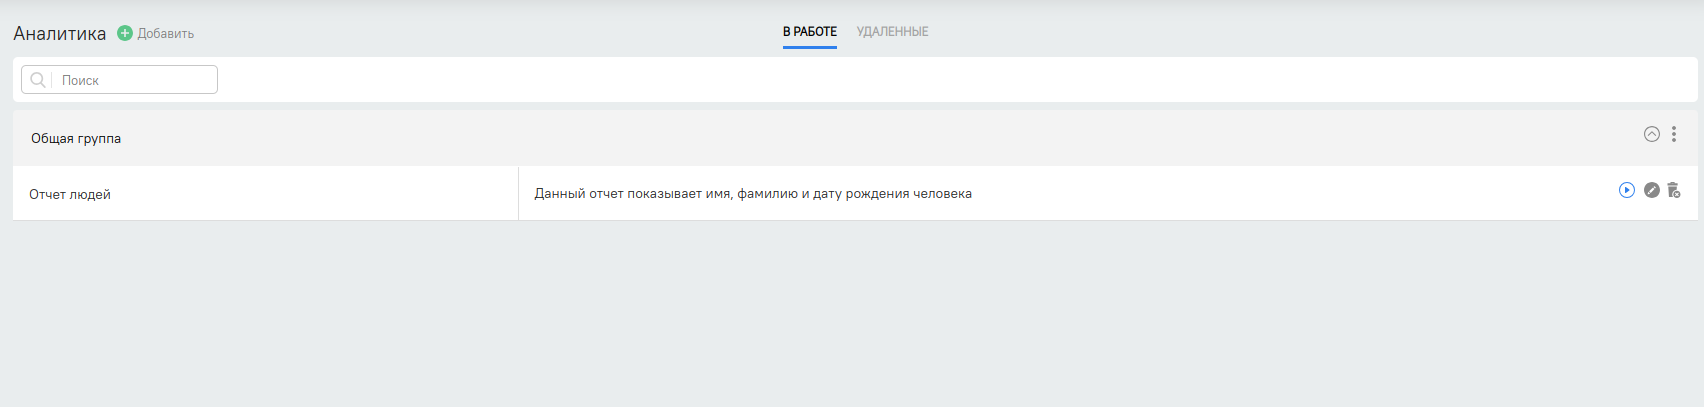 Аналитика
Добавить
В РАБОТЕ
УДАЛЕННЫЕ
Поиск
Общая группа
Отчет людей
Данный отчет показывает имя, фамилию и дату рождения человека